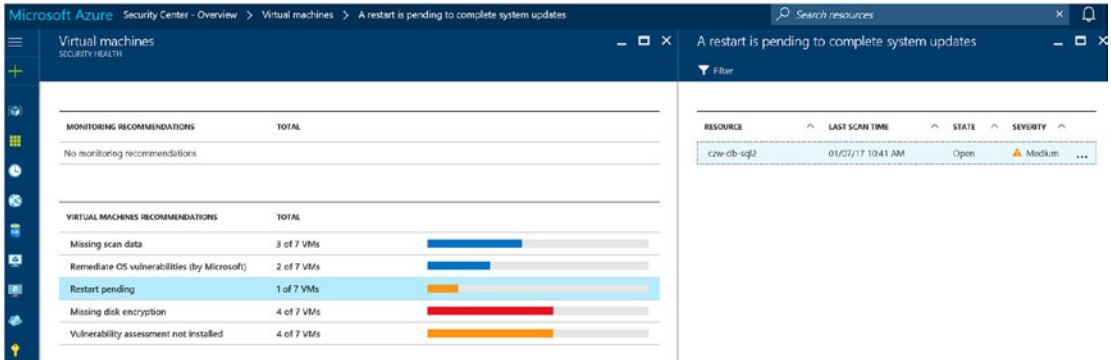 Microsoft Azure Security Center - Overview > Virtual machines > A restart is pending to complete system updates
Search resources
Virtual machines
SECURITY HEALTH
MONITORING RECOMMENDATIONS TOTAL
No monitoring recommendations
VIRTUAL MACHINES RECOMMENDATIONS TOTAL
Missing scan data 3 of 7 VMs
Remediate OS vulnerabilities (by Microsoft) 2 of 7 VMs
Restart pending 1 of 7 VMs
Missing disk encryption 4 of 7 VMs
Vulnerability assessment not installed 4 of 7 VMs
A restart is pending to complete system updates
Filter
RESOURCE LAST SCAN TIME STATE SEVERITY
czw-db-sql2 01/07/17 10:41 AM Open Medium ...